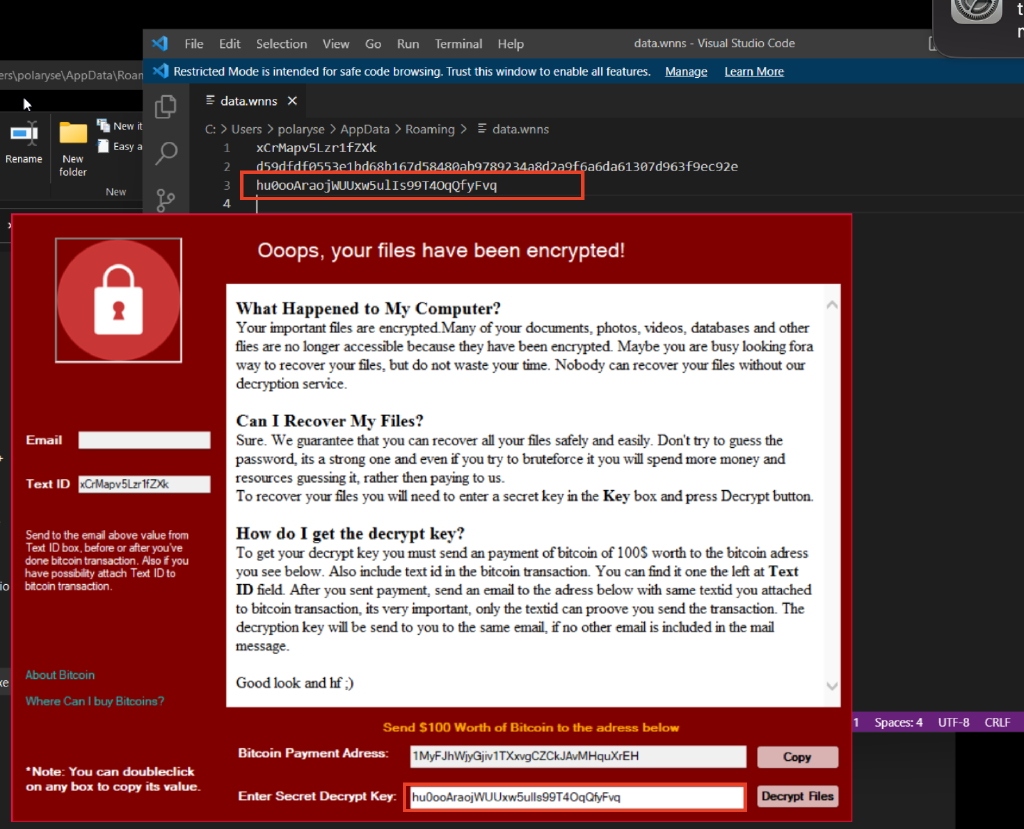 File Edit Selection View Go Run Terminal Help
data.wnns - Visual Studio Code
Restricted Mode is intended for safe code browsing. Trust this window to enable all features. Manage Learn More
ers\polaryse\AppData\Roan
data.wnns
C: > Users > polaryse > AppData > Roaming > data.wnns
Rename
New folder
New it
Easy a
New
1 xCrMapv5Lzr1fZXk
2 d59dfdf0553e1bd68b167d58480ab9789234a8d2a9f6a6da61307d963f9ec92e
3 hu0ooAraojWUUxw5ulIs99T4OqQfyFvq
4
Ooops, your files have been encrypted!
What Happened to My Computer?
Your important files are encrypted.Many of your documents, photos, videos, databases and other
flies are no longer accessible because they have been encrypted. Maybe you are busy looking fora
way to recover your files, but do not waste your time. Nobody can recover your files without our
decryption service.
Can I Recover My Files?
Sure. We guarantee that you can recover all your files safely and easily. Don't try to guess the
password, its a strong one and even if you try to bruteforce it you will spend more money and
resources guessing it, rather then paying to us.
To recover your files you will need to enter a secret key in the Key box and press Decrypt button.
How do I get the decrypt key?
To get your decrypt key you must send an payment of bitcoin of 100$ worth to the bitcoin adress
you see below. Also include text id in the bitcoin transaction. You can find it one the left at Text
ID field. After you sent payment, send an email to the adress below with same textid you attached
to bitcoin transaction, its very important, only the textid can proove you send the transaction. The
decryption key will be send to you to the same email, if no other email is included in the mail
message.
Good look and hf ;)
Email
Text ID xCrMapv5Lzr1fZXk
Send to the email above value from
Text ID box, before or after you've
done bitcoin transaction. Also if you
have possibility attach Text ID to
bitcoin transaction.
About Bitcoin
Where Can I buy Bitcoins?
*Note: You can doubleclick
on any box to copy its value.
Send $100 Worth of Bitcoin to the adress below
Bitcoin Payment Adress: 1MyFJhWjyGjiv1TXxvgCZCkJAvMHquXrEH Copy
Enter Secret Decrypt Key: hu0ooAraojWUUxw5ulIs99T4OqQfyFvq Decrypt Files
1 Spaces: 4 UTF-8 CRLF